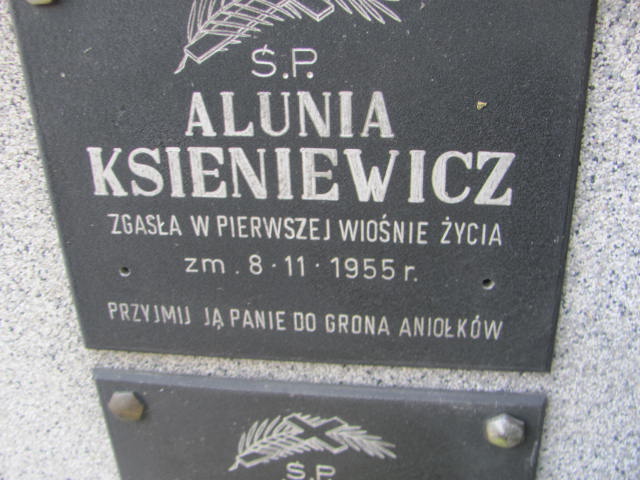 Ś.P.
ALUNIA
KSIENIEWICZ
ZGASŁA W PIERWSZEJ WIOŚNIE ŻYCIA
zm. 8·11·1955 r.
PRZYJMIJ JĄ PANIE DO GRONA ANIOŁKÓW
Ś.P.